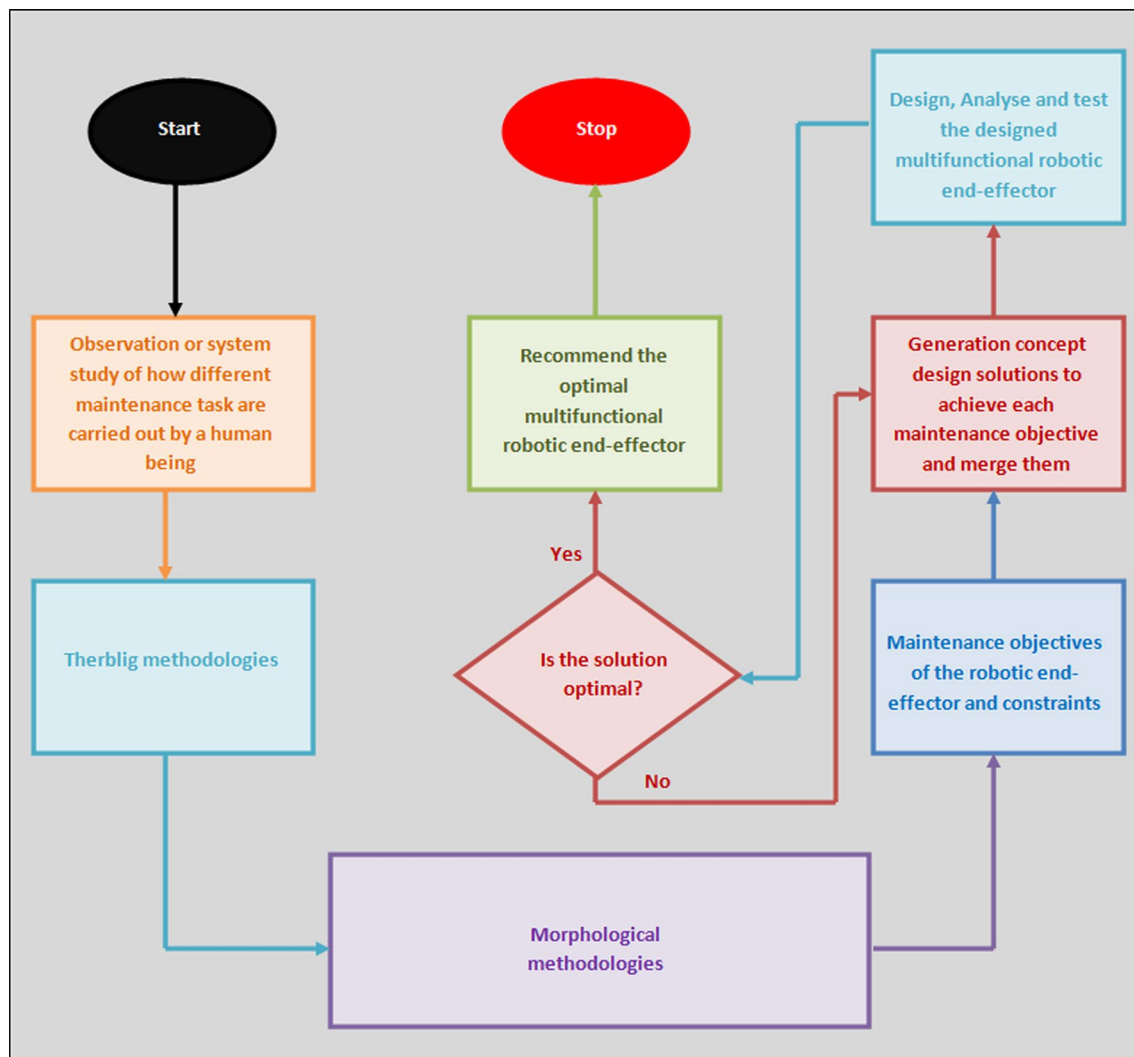 Start
Observation or system
study of how different
maintenance task are
carried out by a human
being
Therblig methodologies
Morphological
methodologies
Maintenance objectives
of the robotic end-
effector and constraints
Generation concept
design solutions to
achieve each
maintenance objective
and merge them
Design, Analyse and test
the designed
multifunctional robotic
end-effector
Is the solution
optimal?
No
Yes
Recommend the
optimal
multifunctional
robotic end-effector
Stop